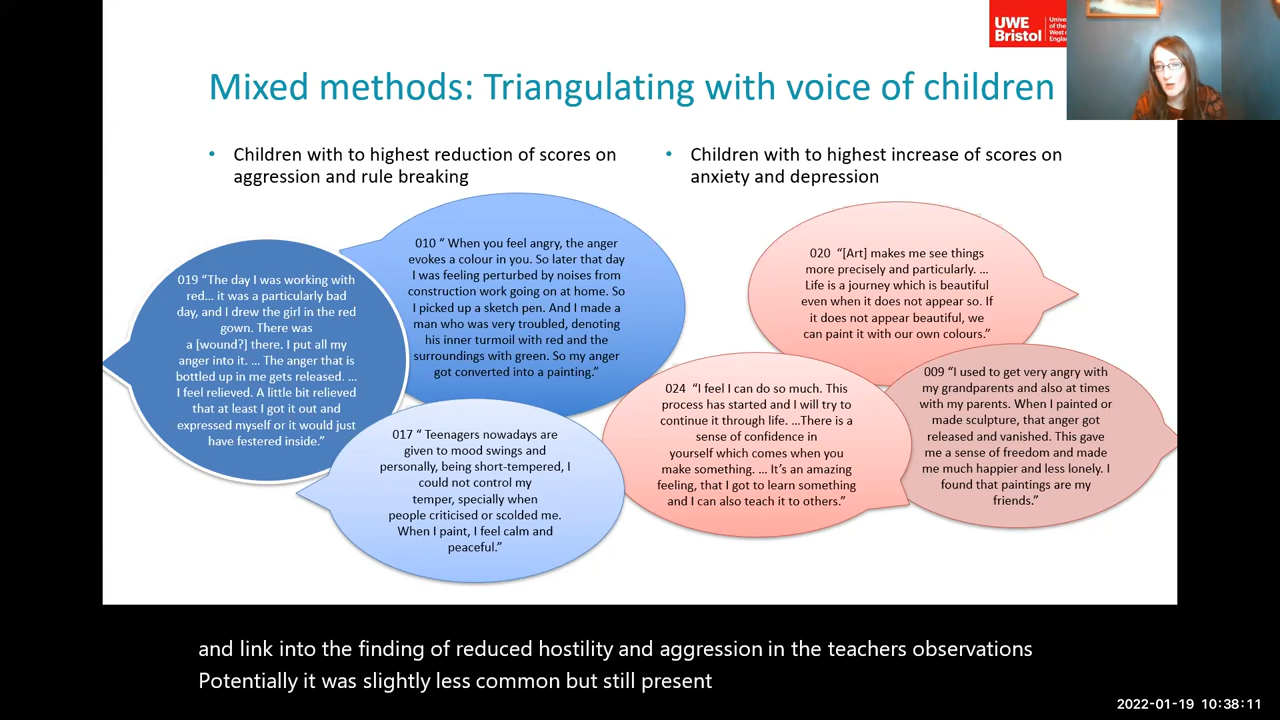 UWE
Bristol
Univer
of the
West o
Englan
Mixed methods: Triangulating with voice of children
• Children with to highest reduction of scores on
aggression and rule breaking
• Children with to highest increase of scores on
anxiety and depression
019 “The day I was working with
red... it was a particularly bad
day, and I drew the girl in the red
gown. There was
a [wound?] there. I put all my
anger into it. ... The anger that is
bottled up in me gets released. ...
I feel relieved. A little bit relieved
that at least I got it out and
expressed myself or it would just
have festered inside.”
010 “ When you feel angry, the anger
evokes a colour in you. So later that day
I was feeling perturbed by noises from
construction work going on at home. So
I picked up a sketch pen. And I made a
man who was very troubled, denoting
his inner turmoil with red and the
surroundings with green. So my anger
got converted into a painting.”
017 “ Teenagers nowadays are
given to mood swings and
personally, being short-tempered, I
could not control my
temper, specially when
people criticised or scolded me.
When I paint, I feel calm and
peaceful.”
020 “[Art] makes me see things
more precisely and particularly. ...
Life is a journey which is beautiful
even when it does not appear so. If
it does not appear beautiful, we
can paint it with our own colours.”
024 “I feel I can do so much. This
process has started and I will try to
continue it through life. ...There is a
sense of confidence in
yourself which comes when you
make something. ... It’s an amazing
feeling, that I got to learn something
and I can also teach it to others.”
009 “I used to get very angry with
my grandparents and also at times
with my parents. When I painted or
made sculpture, that anger got
released and vanished. This gave
me a sense of freedom and made
me much happier and less lonely. I
found that paintings are my
friends.”
and link into the finding of reduced hostility and aggression in the teachers observations
Potentially it was slightly less common but still present
2022-01-19 10:38:11